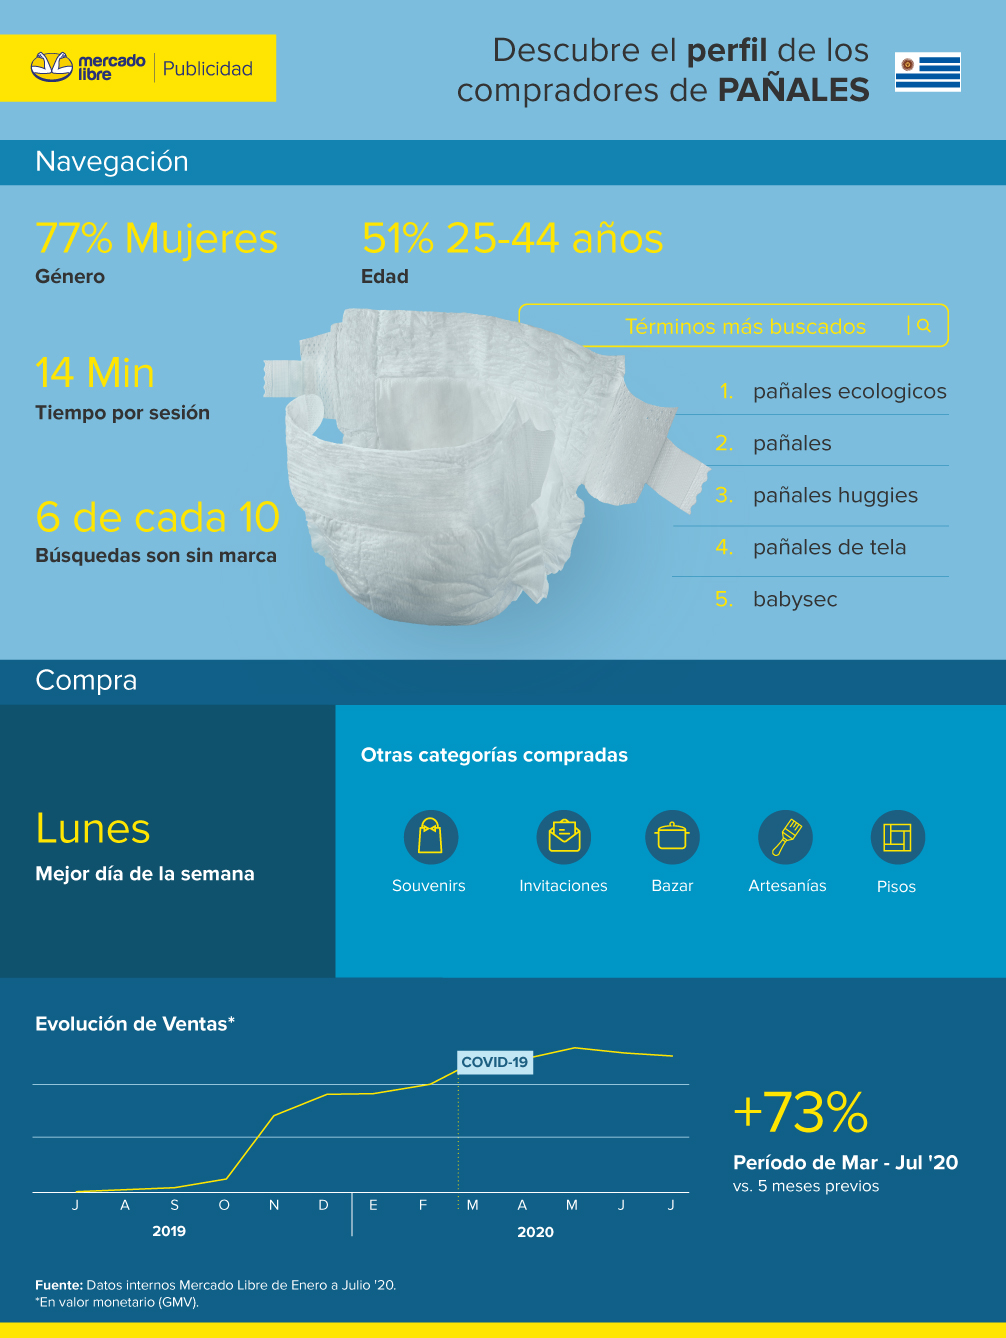 mercado
libre
Publicidad
Descubre el perfil de los
compradores de PAÑALES
Navegación
77% Mujeres
Género
51% 25-44 años
Edad
14 Min
Tiempo por sesión
6 de cada 10
Búsquedas son sin marca
Términos más buscados
1. pañales ecologicos
2. pañales
3. pañales huggies
4. pañales de tela
5. babysec
Compra
Lunes
Mejor día de la semana
Otras categorías compradas
Souvenirs
Invitaciones
Bazar
Artesanías
Pisos
Evolución de Ventas*
COVID-19
J A S O N D E F M A M J J
2019
2020
+73%
Período de Mar - Jul '20
vs. 5 meses previos
Fuente: Datos internos Mercado Libre de Enero a Julio '20.
*En valor monetario (GMV).